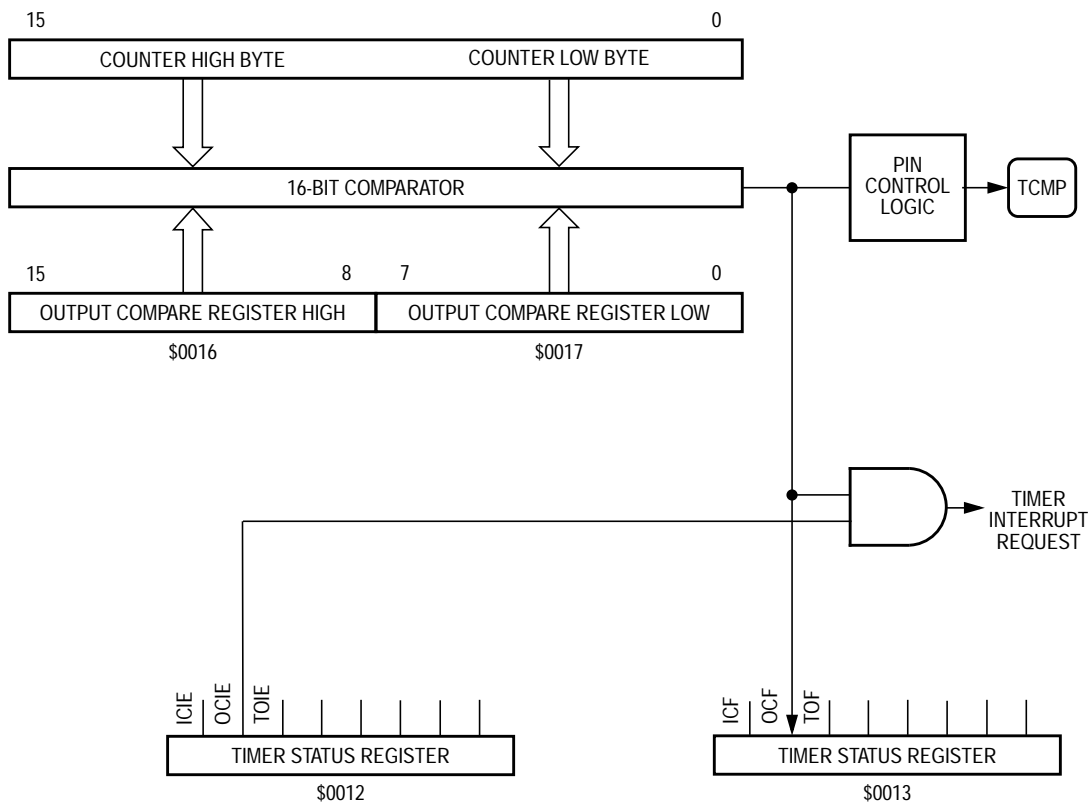 15 0
COUNTER HIGH BYTE COUNTER LOW BYTE
16-BIT COMPARATOR
PIN
CONTROL
LOGIC
TCMP
15 8 7 0
OUTPUT COMPARE REGISTER HIGH OUTPUT COMPARE REGISTER LOW
$0016 $0017
TIMER
INTERRUPT
REQUEST
ICIE
OCIE
TOIE
TIMER STATUS REGISTER
$0012
ICF
OCF
TOF
TIMER STATUS REGISTER
$0013